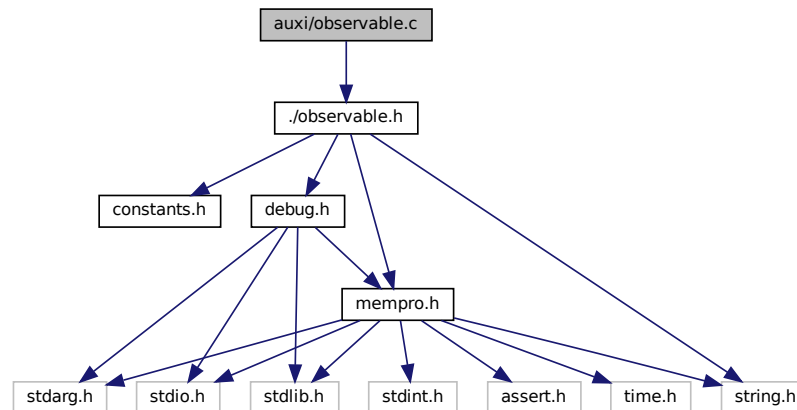 auxi/observable.c
./observable.h
constants.h
debug.h
mempro.h
stdarg.h
stdio.h
stdlib.h
stdint.h
assert.h
time.h
string.h